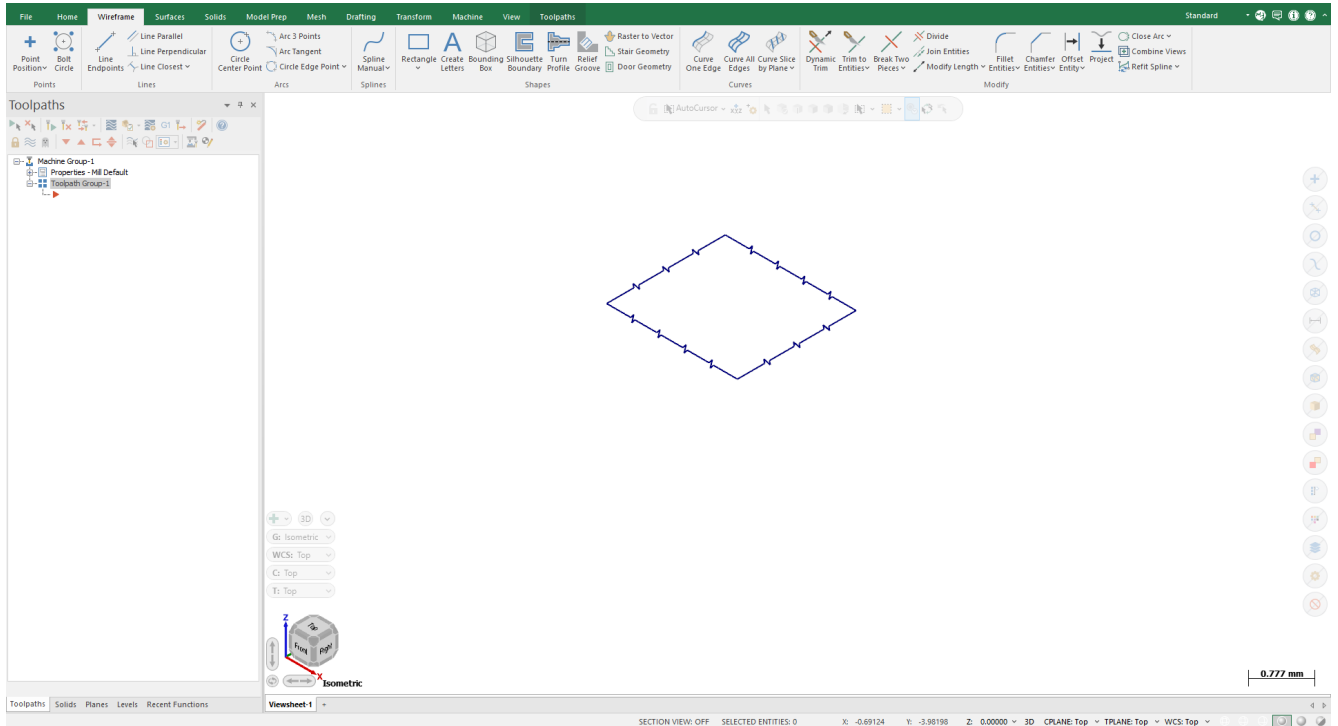 File Home Wireframe Surfaces Solids Model Prep Mesh Drafting Transform Machine View Toolpaths Standard
Point Position Bolt Circle Points
Line Endpoints Line Parallel Line Perpendicular Line Closest Lines
Circle Center Point Arc 3 Points Arc Tangent Circle Edge Point Arcs
Spline Manual Splines
Rectangle Create Letters Bounding Box Silhouette Boundary Turn Profile Relief Groove Raster to Vector Stair Geometry Door Geometry Shapes
Curve One Edge Curve All Edges Curve Slice by Plane Curves
Dynamic Trim Trim to Entities Break Two Pieces Divide Join Entities Modify Length Fillet Entities Chamfer Entities Offset Entity Project Close Arc Combine Views Refit Spline Modify
Toolpaths
AutoCursor
G1
Machine Group-1
Properties - Mill Default
Toolpath Group-1
3D
G: Isometric
WCS: Top
C: Top
T: Top
Z
Top
Front Right
X
Isometric
0.777 mm
Toolpaths Solids Planes Levels Recent Functions
Viewsheet-1 +
SECTION VIEW: OFF SELECTED ENTITIES: 0 X: -0.69124 Y: -3.98198 Z: 0.00000 3D CPLANE: Top TPLANE: Top WCS: Top